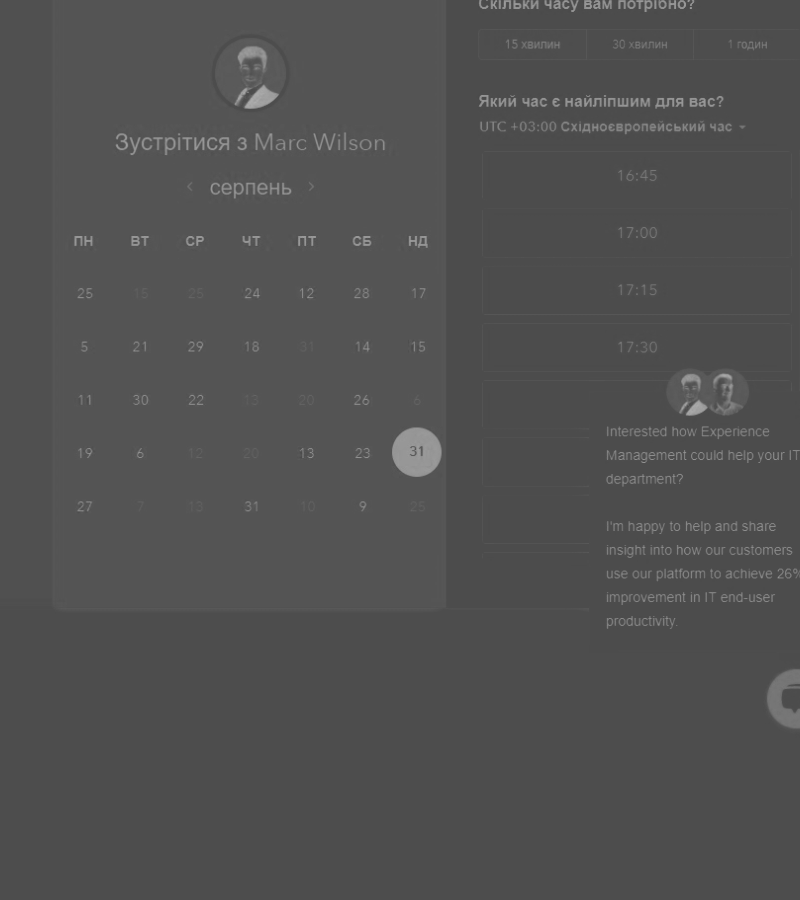 Скільки часу вам потрібно?
15 хвилин 30 хвилин 1 годин
Зустрітися з Marc Wilson
серпень
ПН ВТ СР ЧТ ПТ СБ НД
25 15 25 24 12 28 17
5 21 29 18 31 14 15
11 30 22 13 20 26 6
19 6 12 20 13 23 31
27 7 13 31 10 9 25
Який час є найліпшим для вас?
UTC +03:00 Східноєвропейський час
16:45
17:00
17:15
17:30
Interested how Experience
Management could help your IT
department?
I'm happy to help and share
insight into how our customers
use our platform to achieve 26%
improvement in IT end-user
productivity.